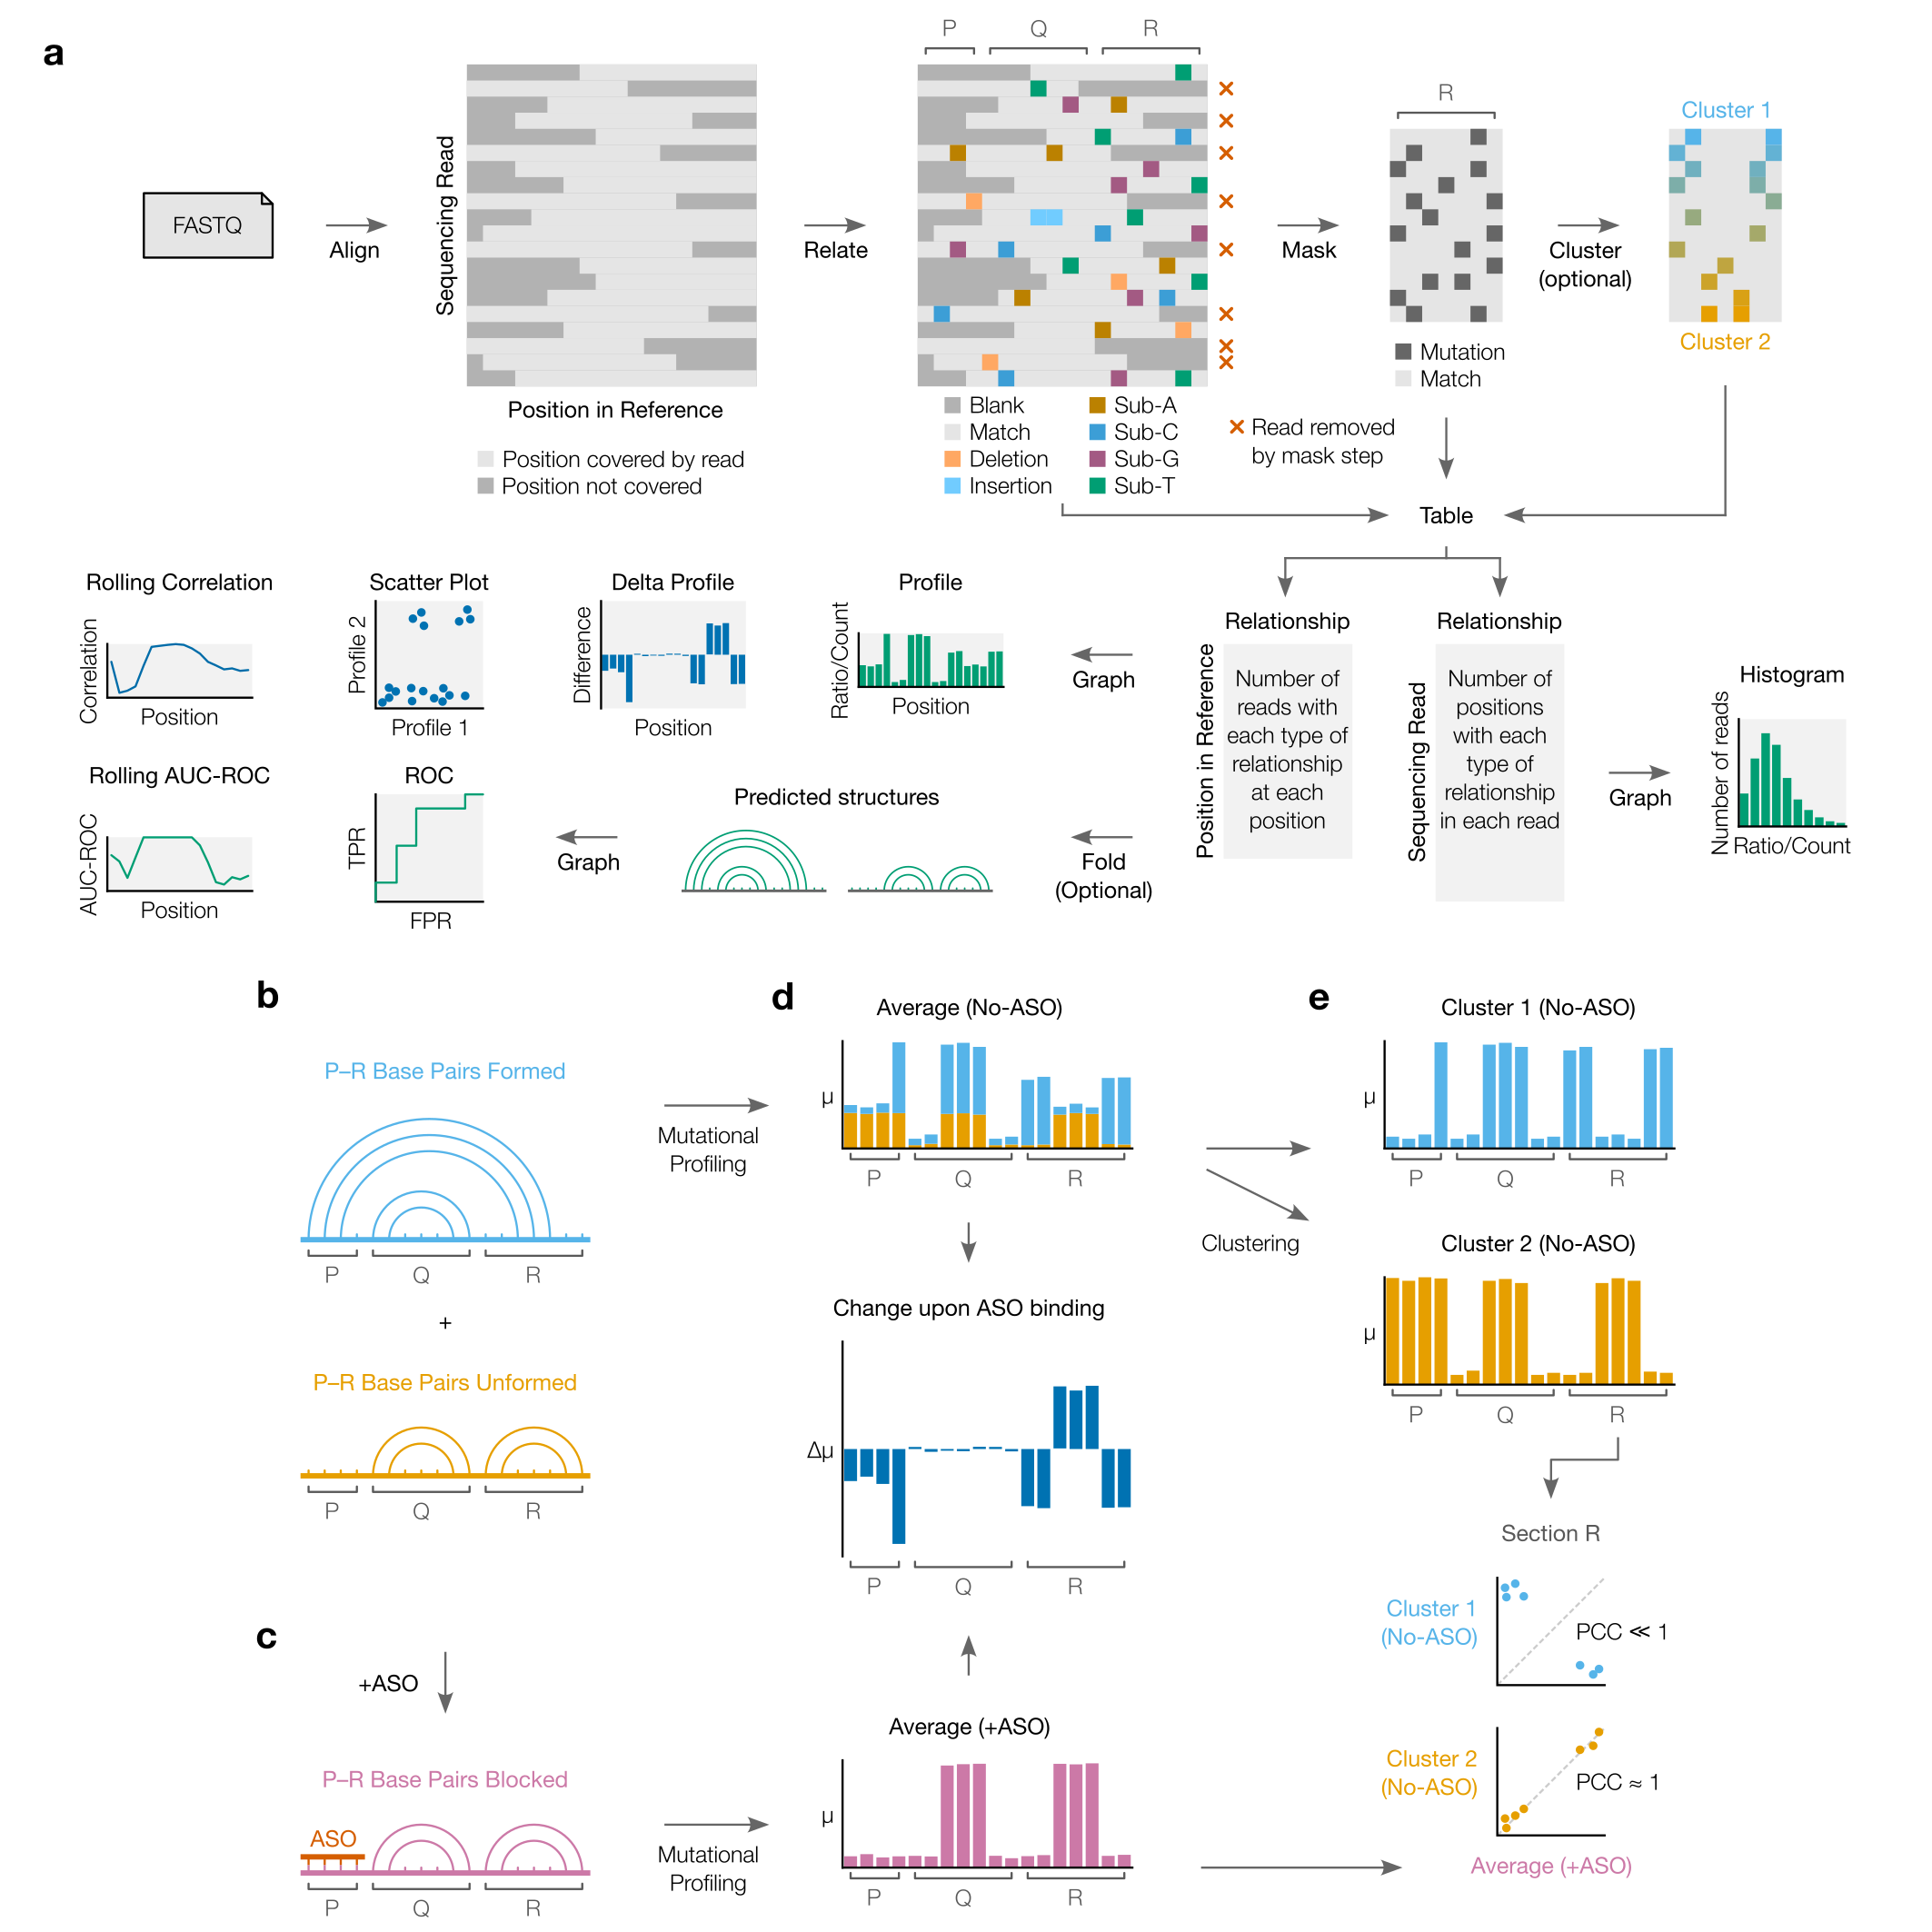 a
P
Q
R
FASTQ
Align
Sequencing Read
Position in Reference
Position covered by read
Position not covered
Relate
Blank
Match
Deletion
Insertion
Sub-A
Sub-C
Sub-G
Sub-T
Read removed
by mask step
Mask
R
Mutation
Match
Cluster
(optional)
Cluster 1
Cluster 2
Table
Relationship
Position in Reference
Number of
reads with
each type of
relationship
at each
position
Relationship
Sequencing Read
Number of
positions
with each
type of
relationship
in each read
Graph
Histogram
Number of reads
Ratio/Count
Graph
Profile
Ratio/Count
Position
Delta Profile
Difference
Position
Scatter Plot
Profile 2
Profile 1
Rolling Correlation
Correlation
Position
Fold
(Optional)
Predicted structures
Graph
ROC
TPR
FPR
Rolling AUC-ROC
AUC-ROC
Position
b
P–R Base Pairs Formed
P
Q
R
+
P–R Base Pairs Unformed
P
Q
R
Mutational
Profiling
c
+ASO
P–R Base Pairs Blocked
ASO
P
Q
R
Mutational
Profiling
d
Average (No-ASO)
μ
P
Q
R
Change upon ASO binding
Δμ
P
Q
R
Average (+ASO)
μ
P
Q
R
Clustering
e
Cluster 1 (No-ASO)
μ
P
Q
R
Cluster 2 (No-ASO)
μ
P
Q
R
Section R
Cluster 1
(No-ASO)
PCC ≪ 1
Cluster 2
(No-ASO)
PCC ≈ 1
Average (+ASO)